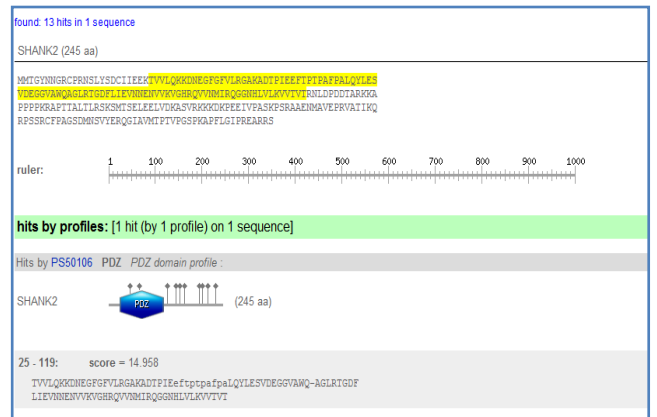 found: 13 hits in 1 sequence
SHANK2 (245 aa)
MMTGYNNGRCPRNSLYSDCIIEEKTVVLQKKDNEGFGFVLRGAKADTPIEEFTPTPAFPALQYLES
VDEGGVAWQAGLRTGDFLIEVNNENVVKVGHRQVVNMIRQGGNHLVLKVVTVTRNLDPDDTARKKA
PPPPKRAPTTALTLRSKSMTSELEELVDKASVRKKKDKPEEIVPASKPSRAAENMAVEPRVATIKQ
RPSSRCFPAGSDMNSVYERQGIAVMTPTVPGSPKAPFLGIPREARRS
ruler:
1 100 200 300 400 500 600 700 800 900 1000
hits by profiles: [1 hit (by 1 profile) on 1 sequence]
Hits by PS50106 PDZ PDZ domain profile :
SHANK2 PDZ (245 aa)
25 - 119: score = 14.958
TVVLQKKDNEGFGFVLRGAKADTPIEeftptpafpaLQYLESVDEGGVAWQ-AGLRTGDF
LIEVNNENVVKVGHRQVVNMIRQGGNHLVLKVVTVT